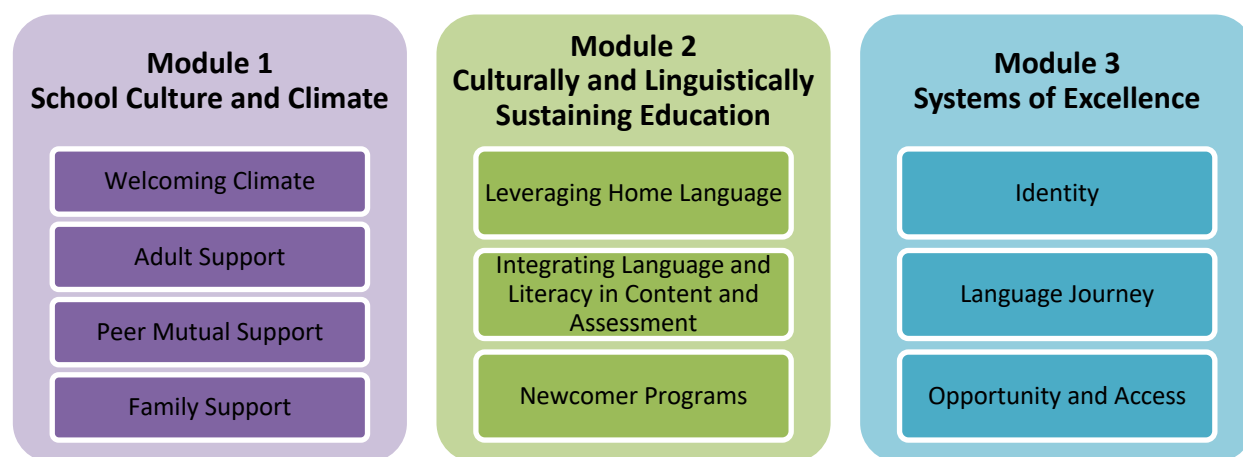 Module 1
School Culture and Climate
Welcoming Climate
Adult Support
Peer Mutual Support
Family Support
Module 2
Culturally and Linguistically
Sustaining Education
Leveraging Home Language
Integrating Language and
Literacy in Content and
Assessment
Newcomer Programs
Module 3
Systems of Excellence
Identity
Language Journey
Opportunity and Access